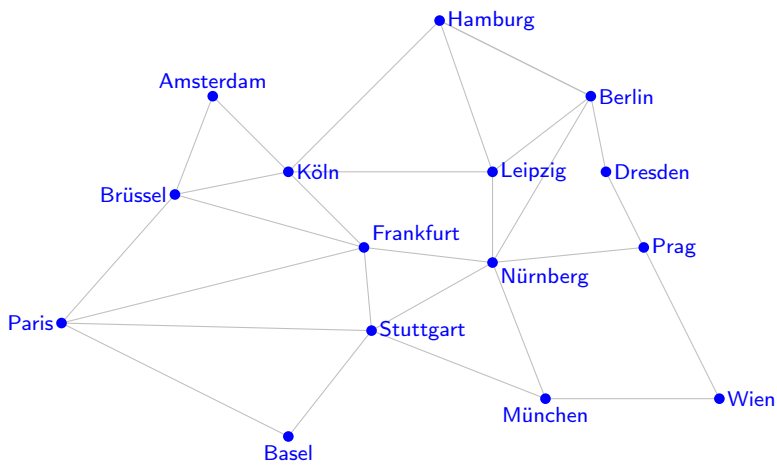 Hamburg
Amsterdam
Berlin
Köln
Leipzig
Dresden
Brüssel
Frankfurt
Prag
Nürnberg
Paris
Stuttgart
Wien
München
Basel